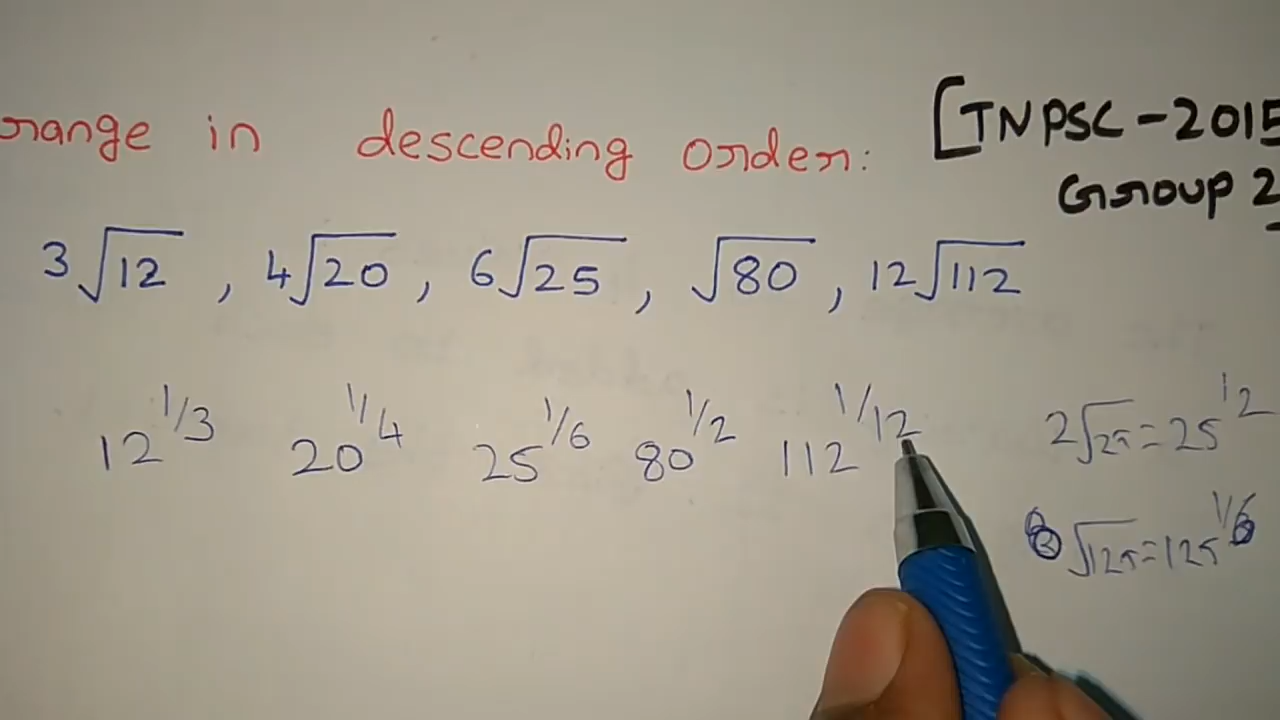 range in descending order: [TNPSC-2015
Group 2
3√12 , 4√20 , 6√25 , √80 , 12√112
12^1/3 20^1/4 25^1/6 80^1/2 112^1/12
2√25=25^1/2
√125=125^1/6